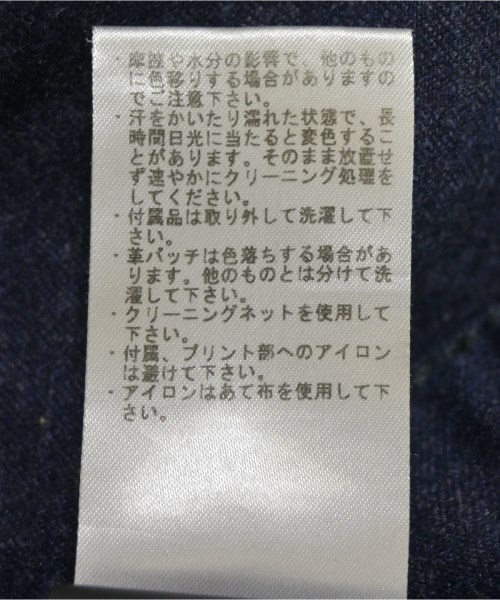 ・摩擦や水分の影響で、他のもの
に色移りする場合がありますの
でご注意下さい。
・汗をかいたり濡れた状態で、長
時間日光に当たると変色するこ
とがあります。そのまま放置せ
ず速やかにクリーニング処理を
してください。
・付属品は取り外して洗濯して下
さい。
・革パッチは色落ちする場合があ
ります。他のものとは分けて洗
濯して下さい。
・クリーニングネットを使用して
下さい。
・付属、プリント部へのアイロン
は避けて下さい。
・アイロンはあて布を使用して下
さい。